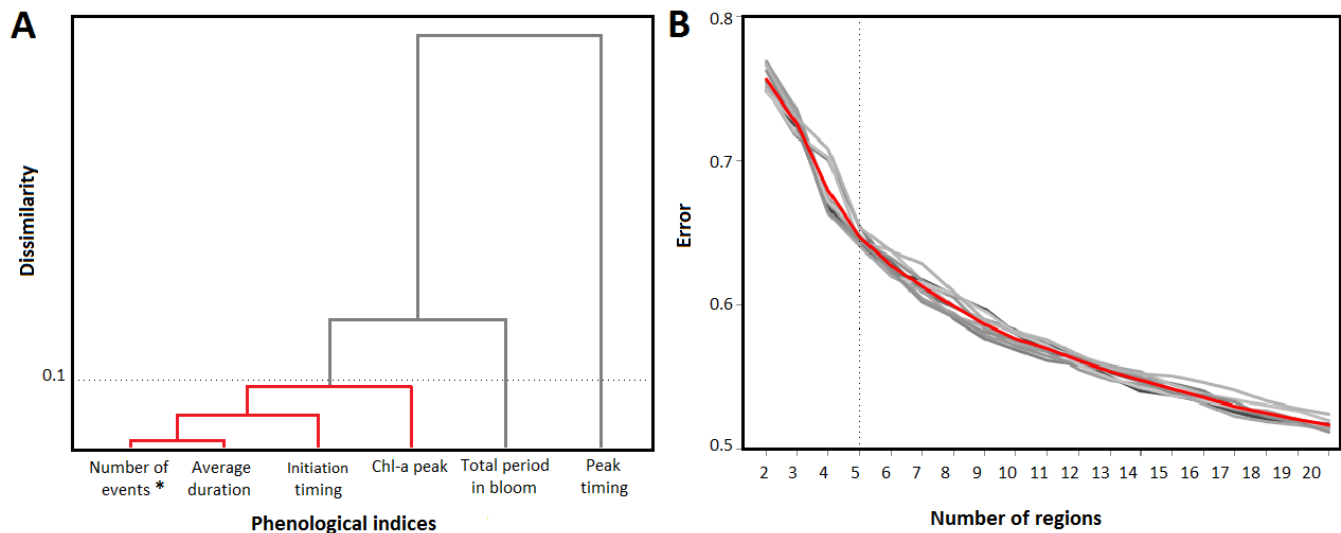 A
Dissimilarity
0.1
Number of events *
Average duration
Initiation timing
Chl-a peak
Total period in bloom
Peak timing
Phenological indices
B
Error
0.8
0.7
0.6
0.5
2 3 4 5 6 7 8 9 10 11 12 13 14 15 16 17 18 19 20
Number of regions